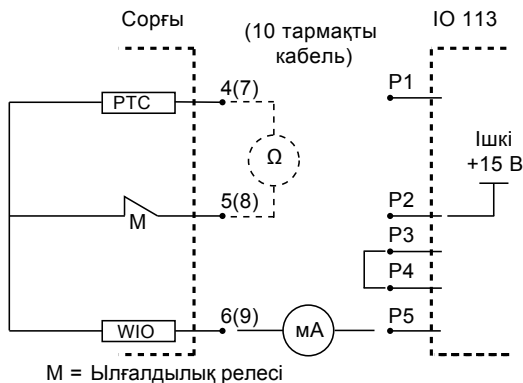 Сорғы
(10 тармақты
кабель)
IO 113
4(7)
P1
PTC
Ω
Ішкі
+15 В
5(8)
P2
M
P3
P4
6(9)
P5
WIO
мА
M = Ылғалдылық релесі